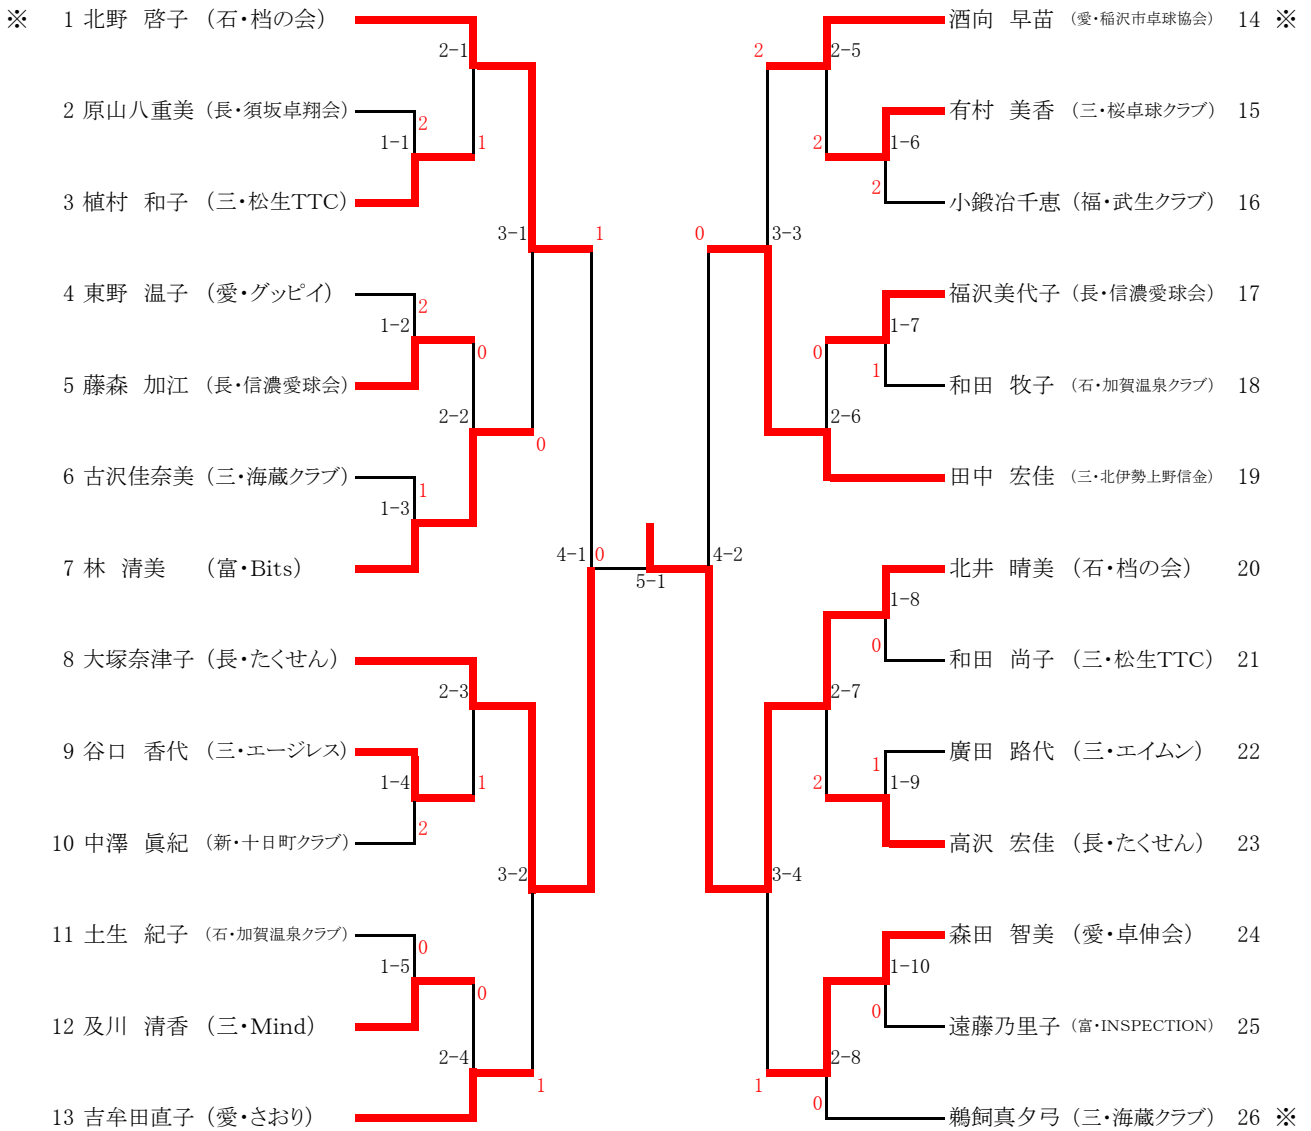 ※ 1 北野 啓子 (石・档の会)
2-1
2 原山八重美 (長・須坂卓翔会)
2
1-1
1
3 植村 和子 (三・松生TTC)
3-1
1
4 東野 温子 (愛・グッピイ)
2
1-2
0
5 藤森 加江 (長・信濃愛球会)
2-2
0
6 古沢佳奈美 (三・海蔵クラブ)
1
1-3
7 林 清美 (富・Bits)
4-1
0
5-1
8 大塚奈津子 (長・たくせん)
2-3
9 谷口 香代 (三・エージレス)
1-4
1
2
10 中澤 眞紀 (新・十日町クラブ)
3-2
11 土生 紀子 (石・加賀温泉クラブ)
0
1-5
0
12 及川 清香 (三・Mind)
2-4
1
13 吉牟田直子 (愛・さおり)
酒向 早苗 (愛・稲沢市卓球協会) 14 ※
2
2-5
有村 美香 (三・桜卓球クラブ) 15
2
1-6
2
小鍛冶千恵 (福・武生クラブ) 16
0
3-3
福沢美代子 (長・信濃愛球会) 17
1-7
0
1
和田 牧子 (石・加賀温泉クラブ) 18
2-6
田中 宏佳 (三・北伊勢上野信金) 19
4-2
北井 晴美 (石・档の会) 20
1-8
0
和田 尚子 (三・松生TTC) 21
2-7
廣田 路代 (三・エイムン) 22
1
2
1-9
高沢 宏佳 (長・たくせん) 23
3-4
森田 智美 (愛・卓伸会) 24
1-10
0
遠藤乃里子 (富・INSPECTION) 25
2-8
1
0
鵜飼真夕弓 (三・海蔵クラブ) 26 ※